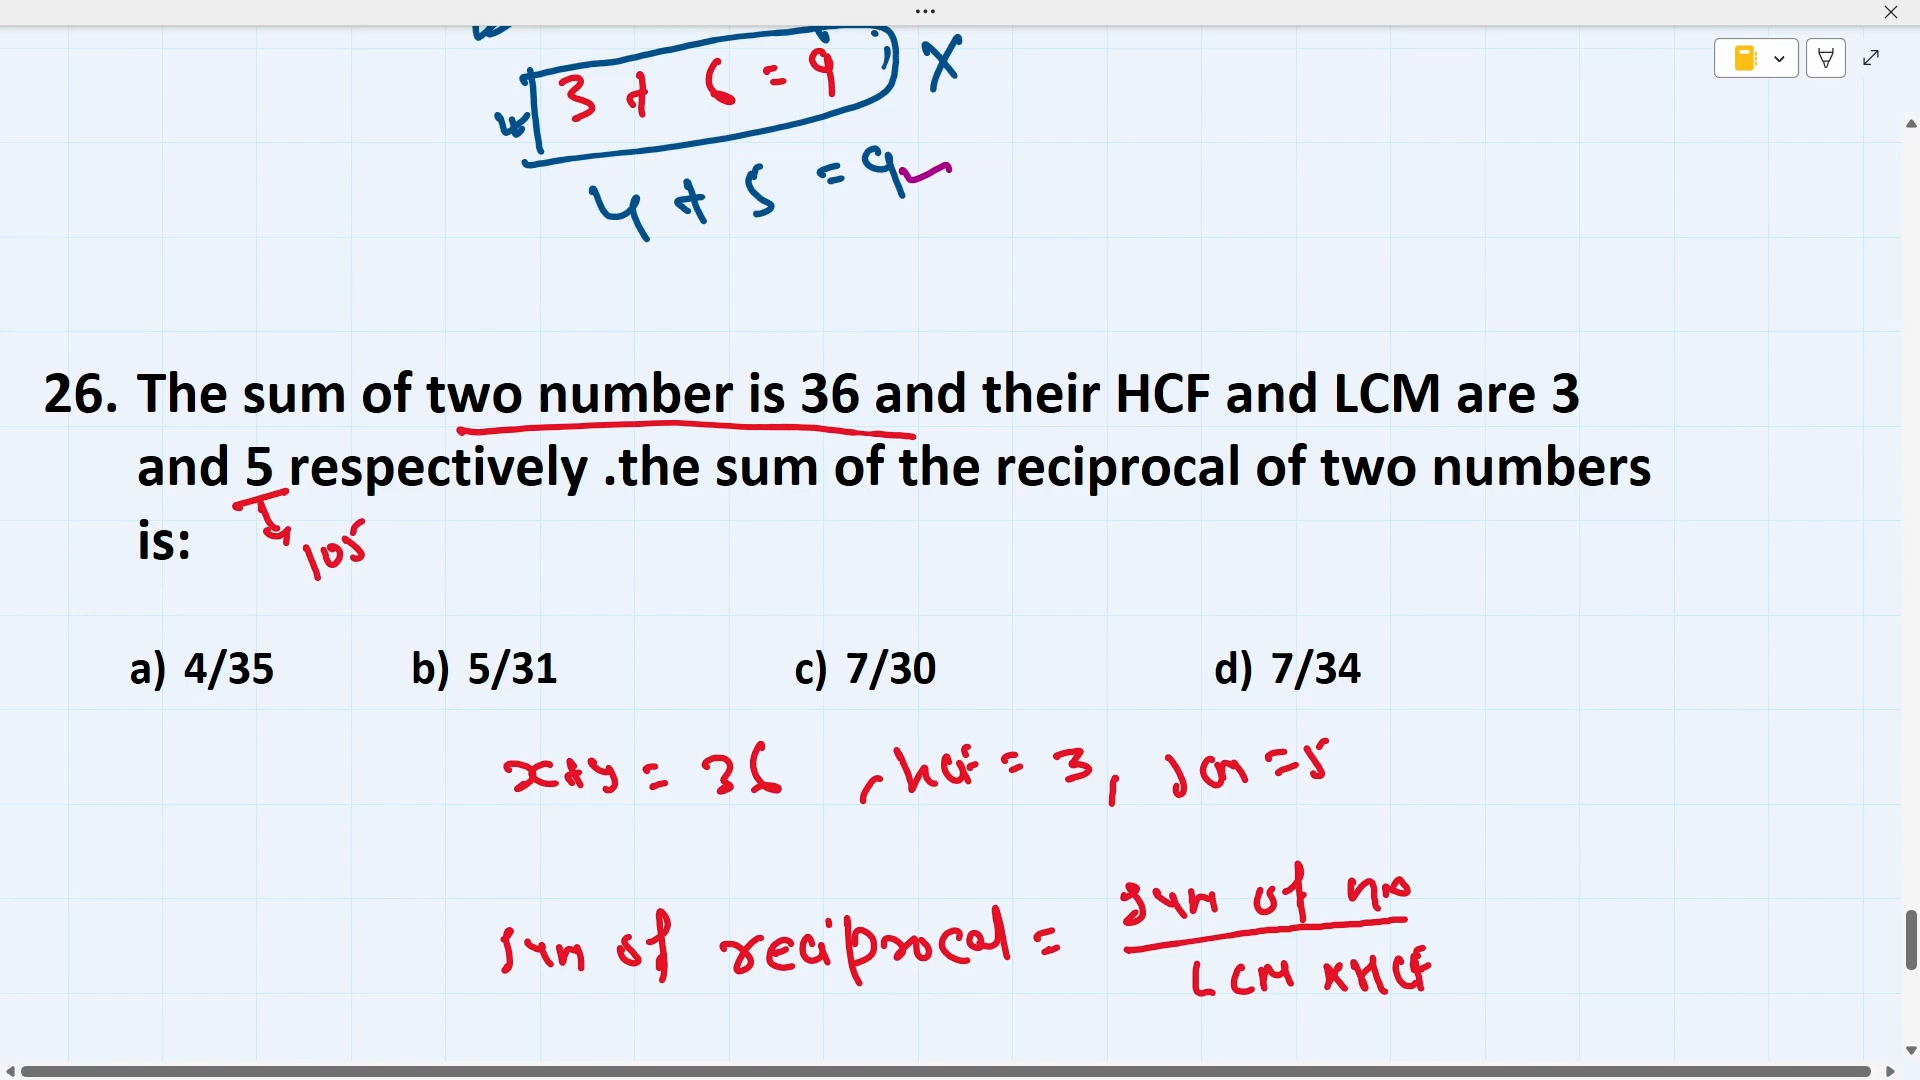 3 + 6 = 9 X
4 + 5 = 9
26. The sum of two number is 36 and their HCF and LCM are 3
and 5 respectively .the sum of the reciprocal of two numbers
is:
105
a) 4/35 b) 5/31 c) 7/30 d) 7/34
x+y = 36 , hcf = 3, lcm = 5
sum of reciprocal = sum of no
LCM x HCF